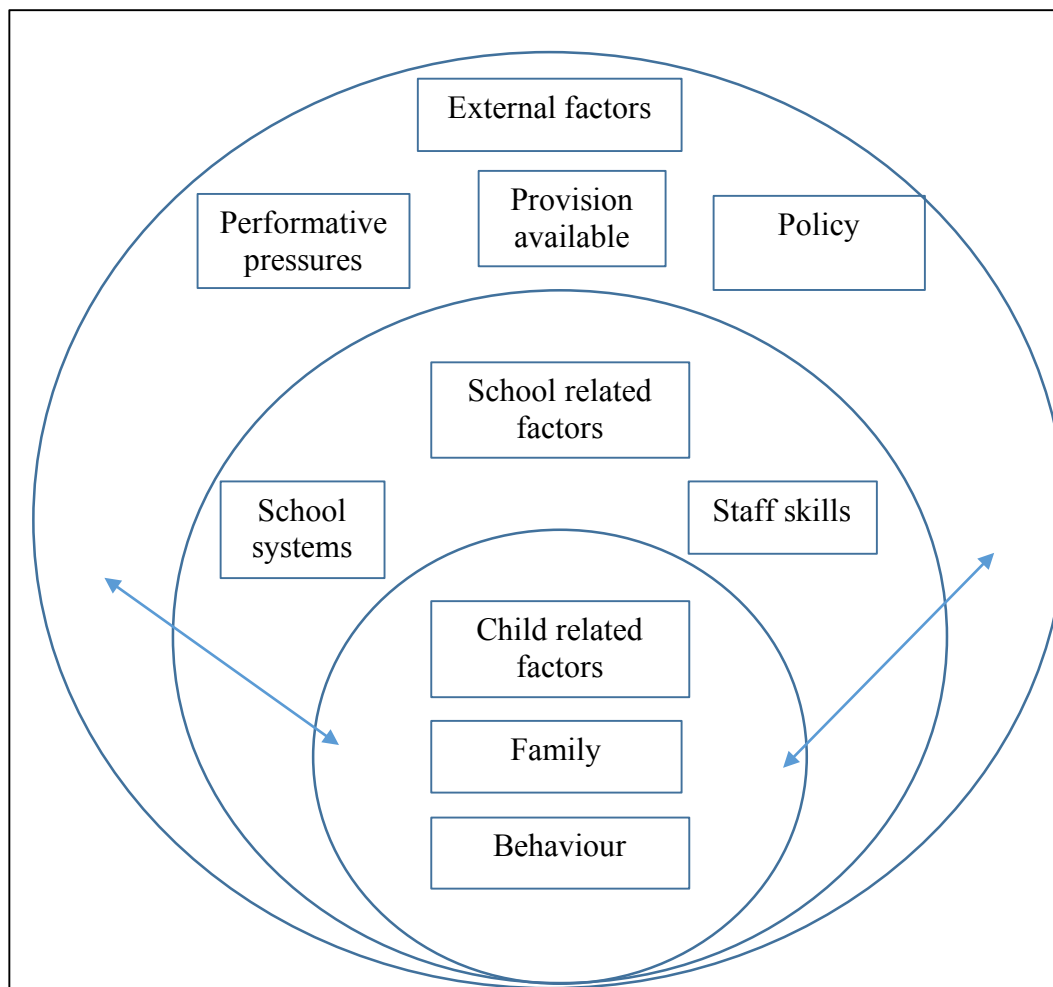 External factors
Performative
pressures
Provision
available
Policy
School related
factors
School
systems
Staff skills
Child related
factors
Family
Behaviour